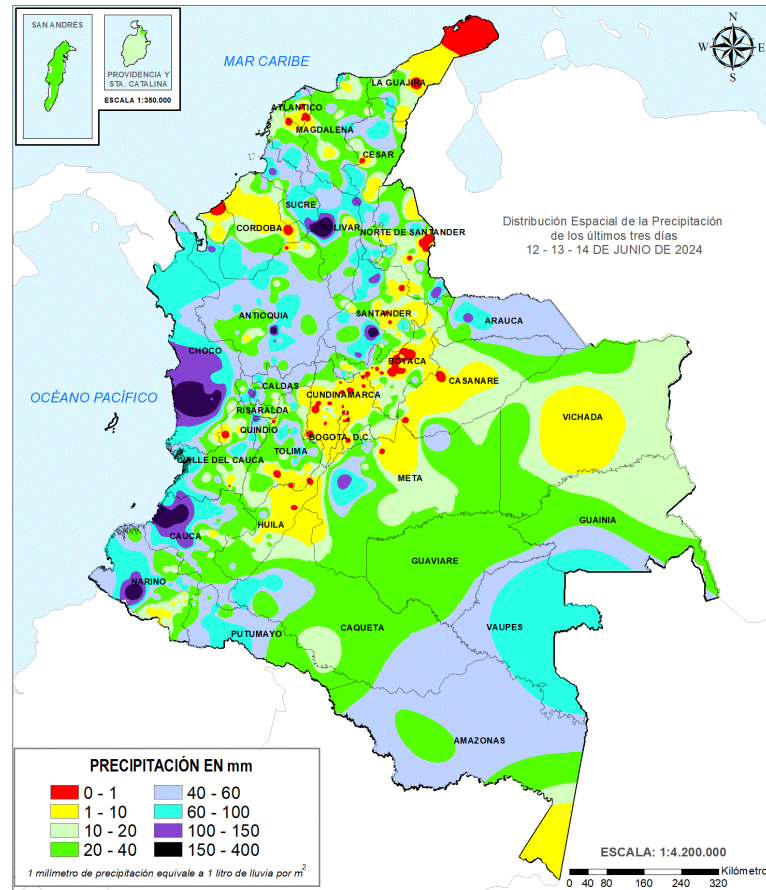 SAN ANDRÉS
PROVIDENCIA Y
STA. CATALINA
ESCALA 1:350.000
MAR CARIBE
N
W E
S
LA GUAJIRA
ATLANTICO
MAGDALENA
CESAR
SUCRE
CORDOBA
BOLIVAR
NORTE DE SANTANDER
Distribución Espacial de la Precipitación
de los últimos tres días
12 - 13 - 14 DE JUNIO DE 2024
ANTIOQUIA
SANTANDER
ARAUCA
CHOCO
BOYACA
CASANARE
OCÉANO PACÍFICO
CALDAS
CUNDINAMARCA
RISARALDA
VICHADA
QUINDIO
BOGOTA, D.C.
TOLIMA
VALLE DEL CAUCA
META
HUILA
CAUCA
GUAINIA
GUAVIARE
NARIÑO
PUTUMAYO
CAQUETA
VAUPES
AMAZONAS
PRECIPITACIÓN EN mm
0 - 1 40 - 60
1 - 10 60 - 100
10 - 20 100 - 150
20 - 40 150 - 400
1 milímetro de precipitación equivale a 1 litro de lluvia por m2
ESCALA: 1:4.200.000
Kilómetro
0 40 80 160 240 320